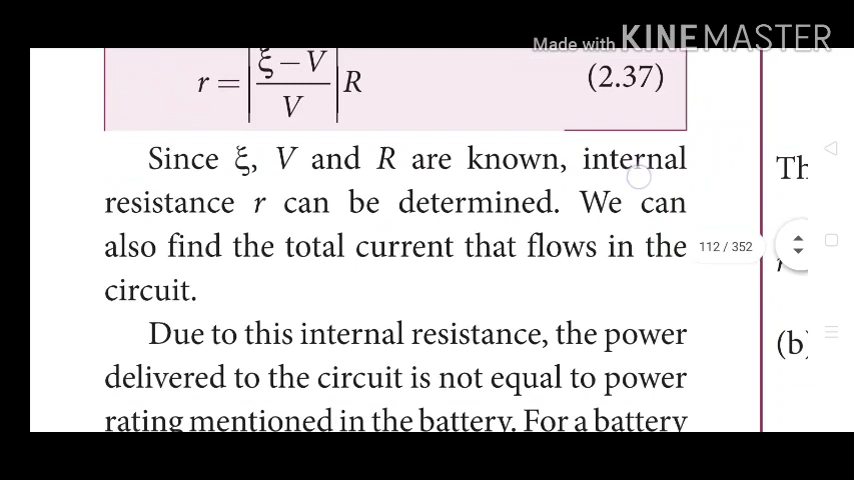 Made with KINEMASTER
r = |ξ – V / V| R (2.37)
Since ξ, V and R are known, internal
resistance r can be determined. We can
also find the total current that flows in the
circuit.
Due to this internal resistance, the power
delivered to the circuit is not equal to power
rating mentioned in the battery. For a battery
112 / 352
(b)